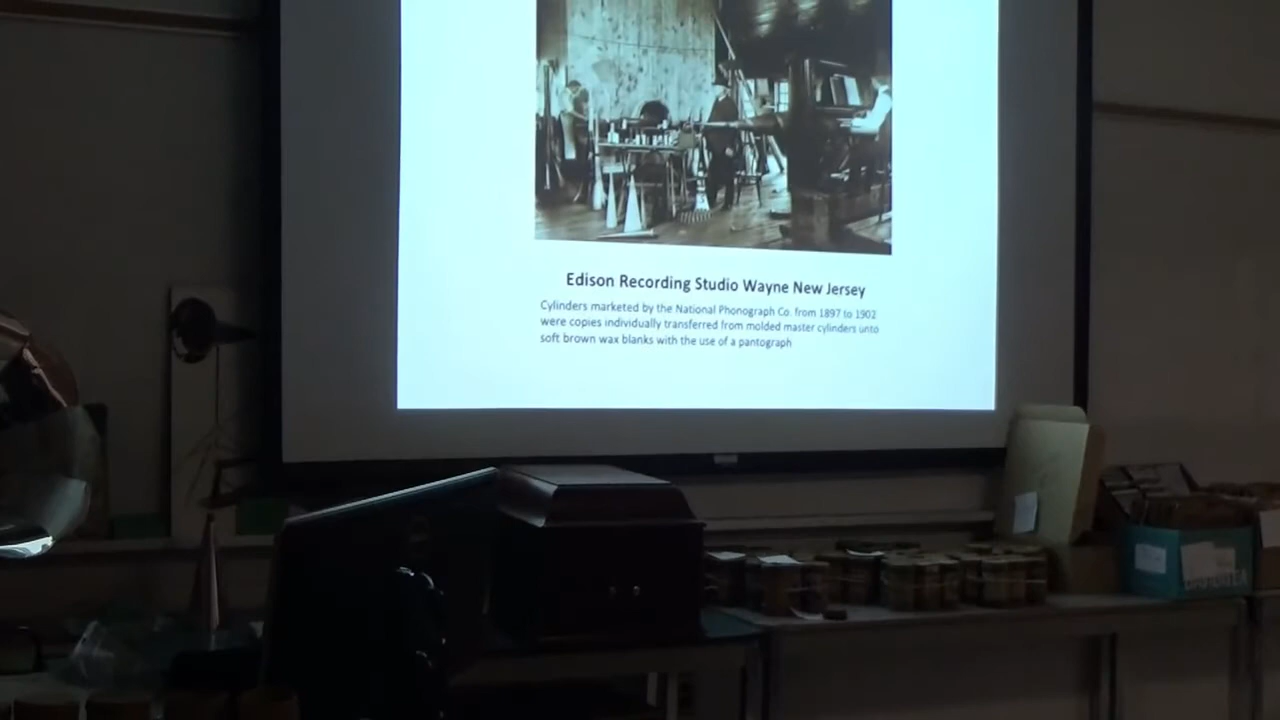 Edison Recording Studio Wayne New Jersey
Cylinders marketed by the National Phonograph Co. from 1897 to 1902
were copies individually transferred from molded master cylinders unto
soft brown wax blanks with the use of a pantograph